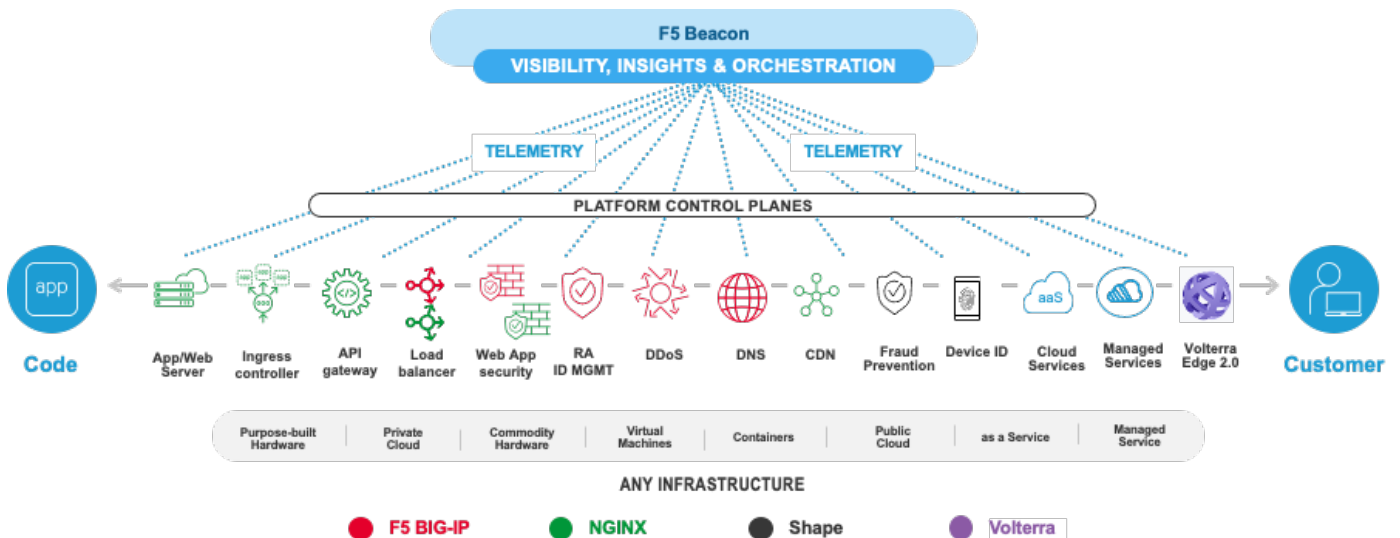 F5 Beacon
VISIBILITY, INSIGHTS & ORCHESTRATION
TELEMETRY
TELEMETRY
PLATFORM CONTROL PLANES
app
Code
aaS
Customer
App/Web
Server
Ingress
controller
API
gateway
Load
balancer
Web App
security
RA
ID MGMT
DDoS
DNS
CDN
Fraud
Prevention
Device ID
Cloud
Services
Managed
Services
Volterra
Edge 2.0
Purpose-built
Hardware
Private
Cloud
Commodity
Hardware
Virtual
Machines
Containers
Public
Cloud
as a Service
Managed
Service
ANY INFRASTRUCTURE
F5 BIG-IP
NGINX
Shape
Volterra